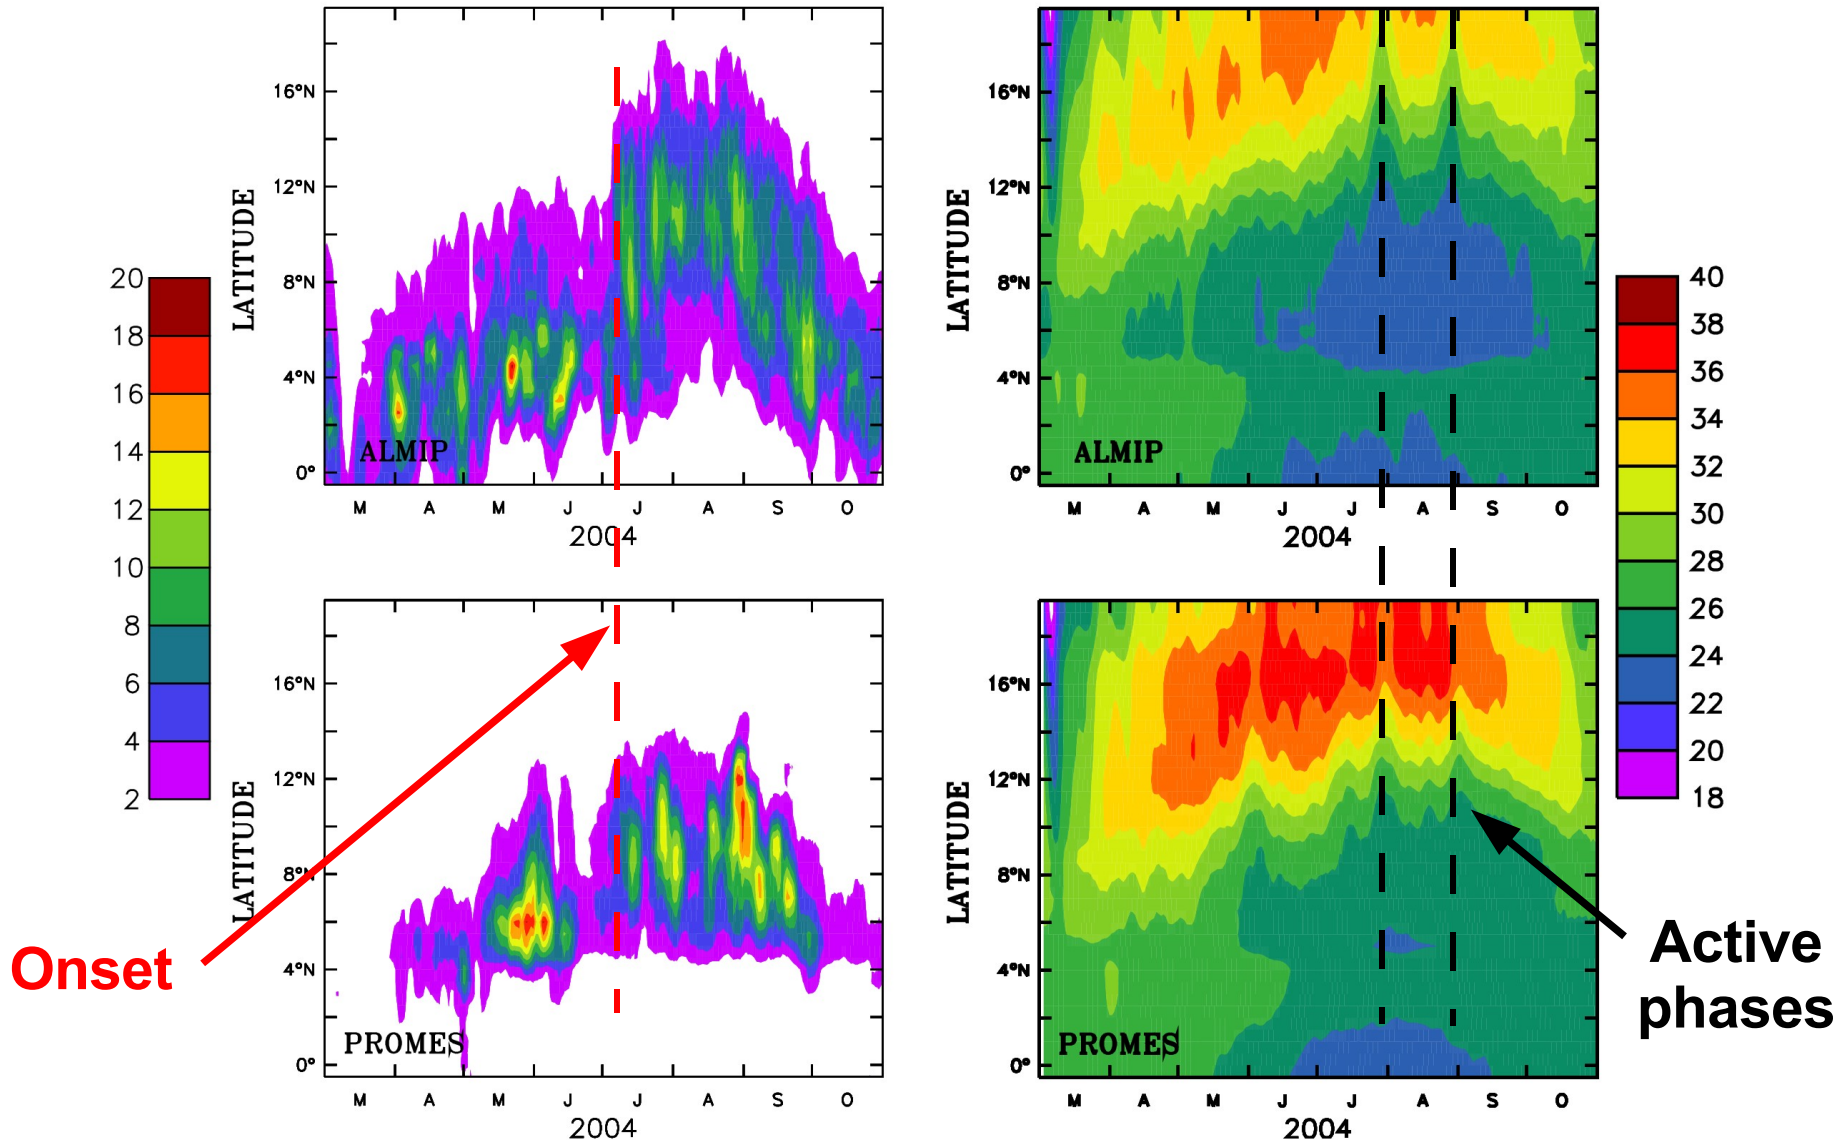 16°N
12°N
8°N
4°N
0°
LATITUDE
ALMIP
M A M J J A S O
2004
16°N
12°N
8°N
4°N
0°
LATITUDE
ALMIP
M A M J J A S O
2004
20
18
16
14
12
10
8
6
4
2
40
38
36
34
32
30
28
26
24
22
20
18
16°N
12°N
8°N
4°N
0°
LATITUDE
PROMES
M A M J J A S O
2004
16°N
12°N
8°N
4°N
0°
LATITUDE
PROMES
M A M J J A S O
2004
Onset
Active
phases